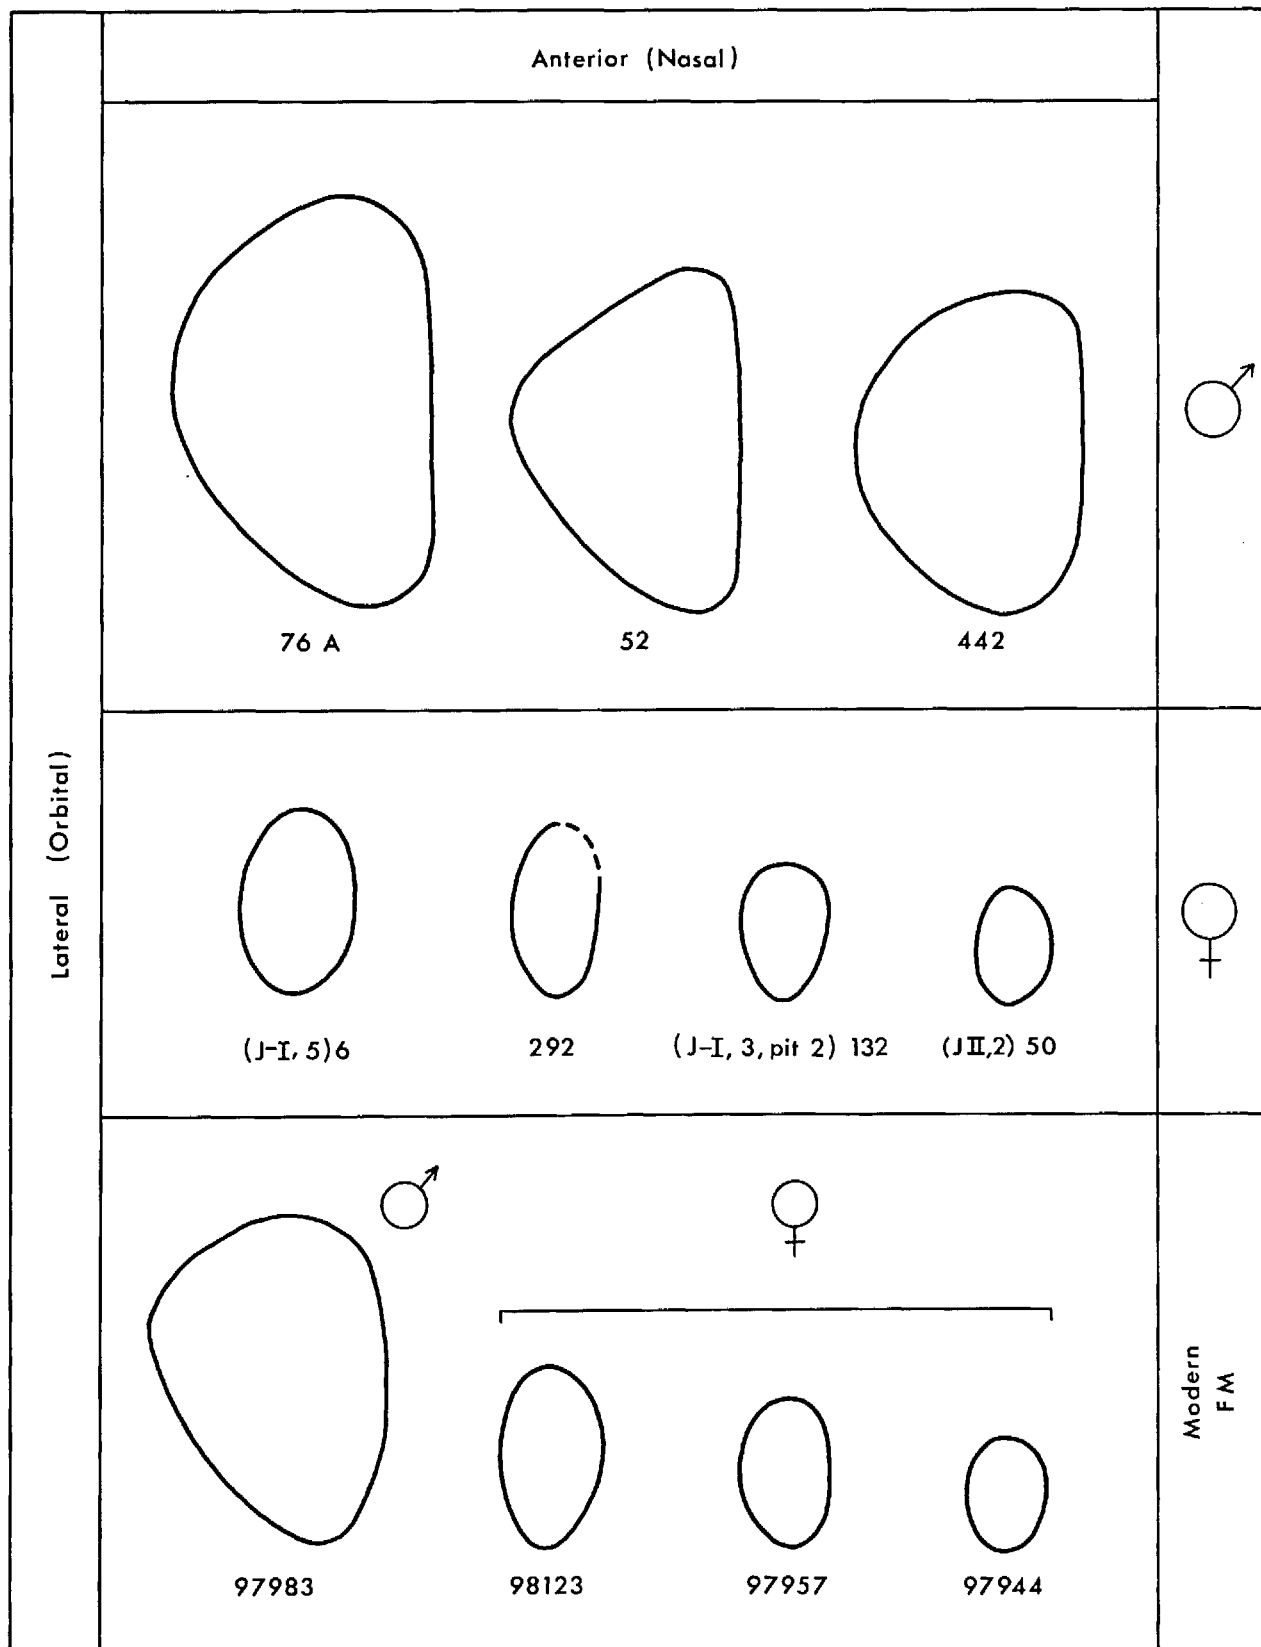 Anterior (Nasal)
Lateral (Orbital)
76 A
52
442
♂
(J-I, 5) 6
292
(J-I, 3, pit 2) 132
(JII,2) 50
♀
♂
♀
97983
98123
97957
97944
Modern
FM